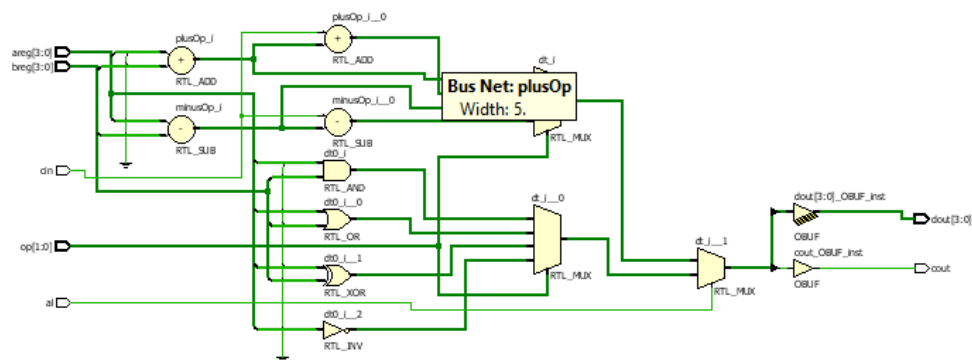 plusOp_i__0
plusOp_i
areg[3:0]
breg[3:0]
RTL_ADD
RTL_ADD
dt_i
minusOp_i
minusOp_i__0
Bus Net: plusOp
Width: 5.
RTL_SUB
RTL_SUB
RTL_MUX
cin
dt0_i
RTL_AND
dt0_i__0
dt_i__0
dout[3:0]_OBUF_inst
RTL_OR
OBUF
dout[3:0]
op[1:0]
dt0_i__1
dt_i__1
cout_OBUF_inst
cout
RTL_XOR
RTL_MUX
RTL_MUX
OBUF
dt0_i__2
RTL_INV